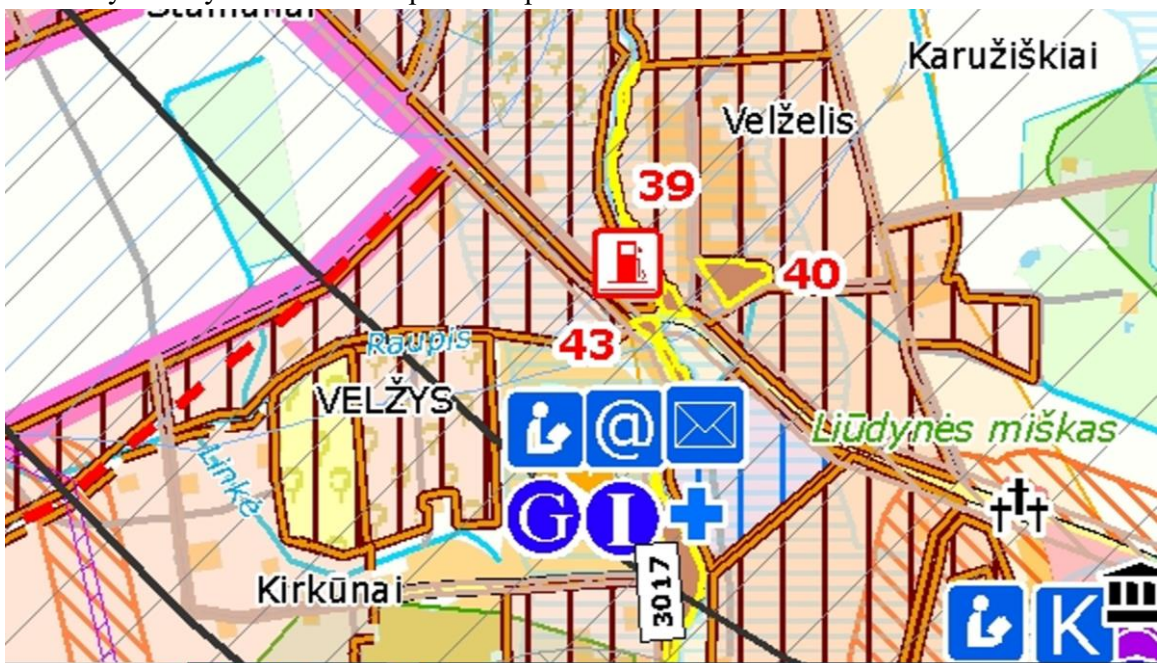 Karužiškiai
Velželis
39
40
43
Raupis
VELŽYS
@
Liūdynės miškas
Linkė
G I
Kirkūnai
3017
K